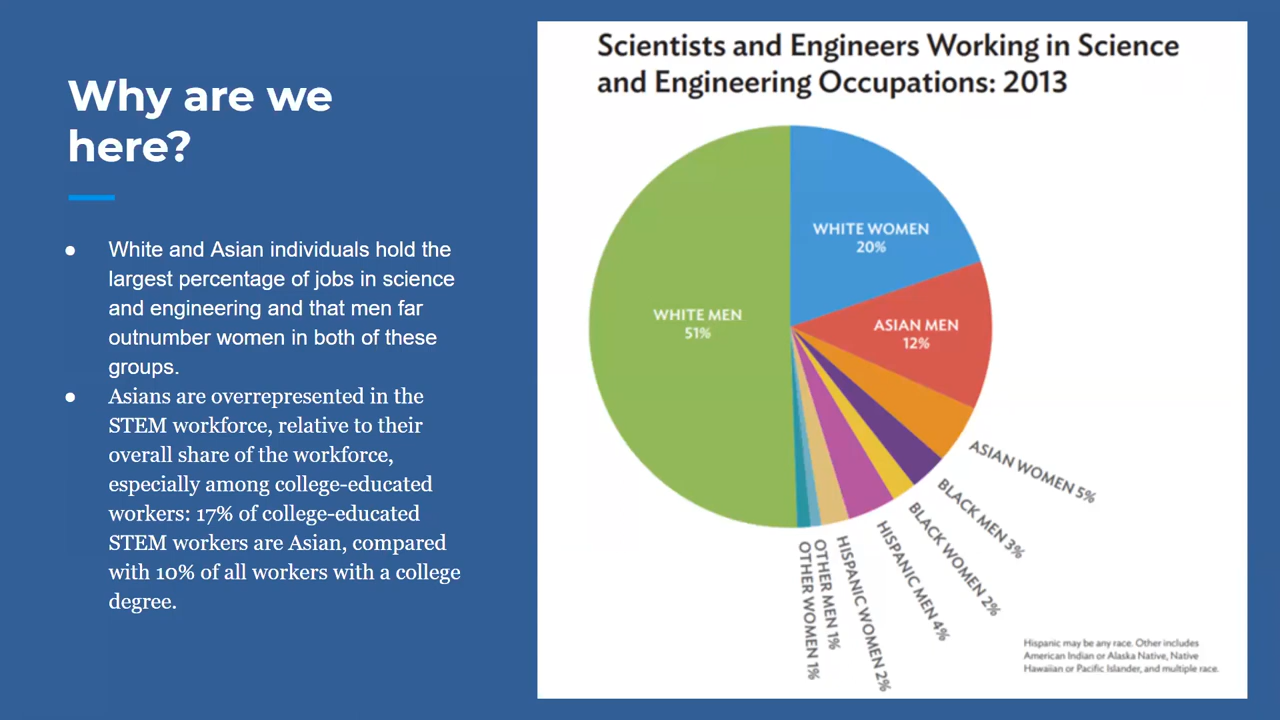 Why are we
here?
● White and Asian individuals hold the
largest percentage of jobs in science
and engineering and that men far
outnumber women in both of these
groups.
● Asians are overrepresented in the
STEM workforce, relative to their
overall share of the workforce,
especially among college-educated
workers: 17% of college-educated
STEM workers are Asian, compared
with 10% of all workers with a college
degree.
Scientists and Engineers Working in Science
and Engineering Occupations: 2013
WHITE WOMEN
20%
WHITE MEN
51%
ASIAN MEN
12%
ASIAN WOMEN 5%
BLACK MEN 3%
BLACK WOMEN 2%
HISPANIC MEN 4%
HISPANIC WOMEN 2%
OTHER MEN 1%
OTHER WOMEN 1%
Hispanic may be any race. Other includes
American Indian or Alaska Native, Native
Hawaiian or Pacific Islander, and multiple race.